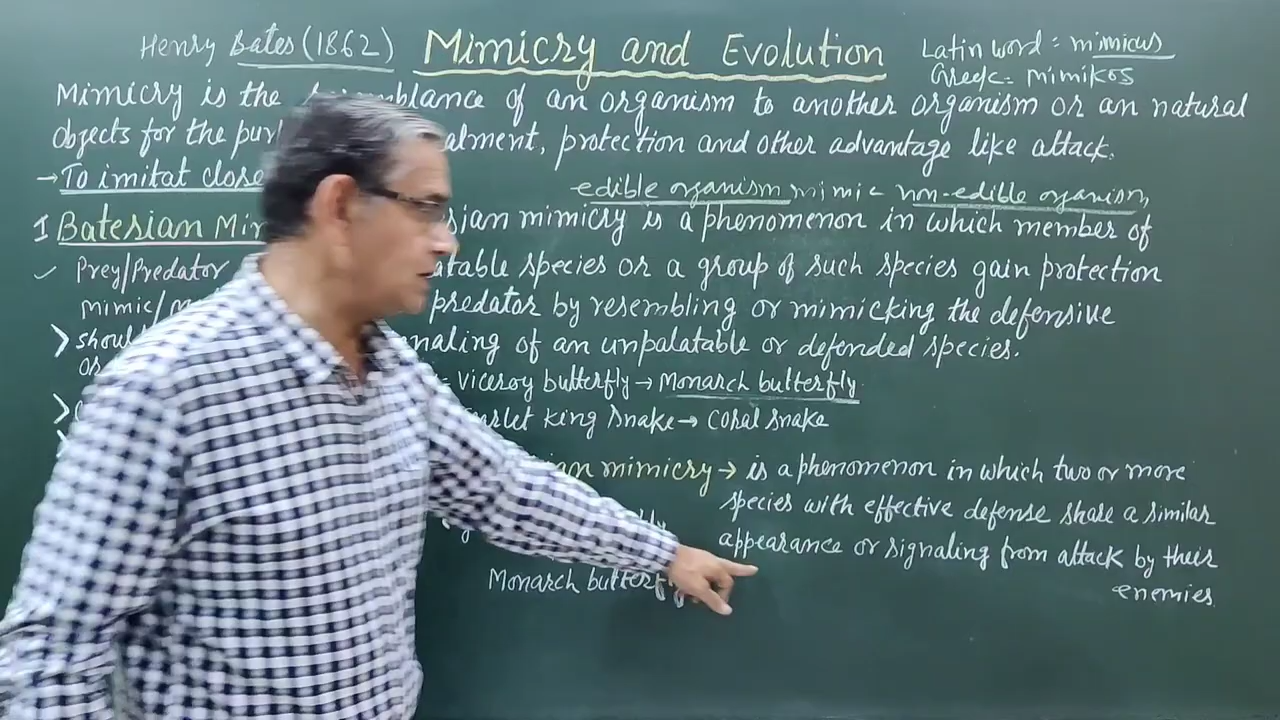 Henry Bates (1862) Mimicry and Evolution Latin word = mimicus
Greek = mimikos
Mimicry is the resemblance of an organism to another organism or an natural
objects for the pur alment, protection and other advantage like attack.
→ To imitat close
edible organism mimic non-edible organism
1 Batesian Mim sian mimicry is a phenomenon in which member of
✓ Prey/Predator atable species or a group of such species gain protection
mimic/m predator by resembling or mimicking the defensive
> shoul naling of an unpalatable or defended species.
or = Viceroy butterfly → Monarch butterfly
> arlet king snake → coral snake
ian mimicry → is a phenomenon in which two or more
species with effective defense share a similar
appearance or signaling from attack by their
Monarch butterfly
enemies